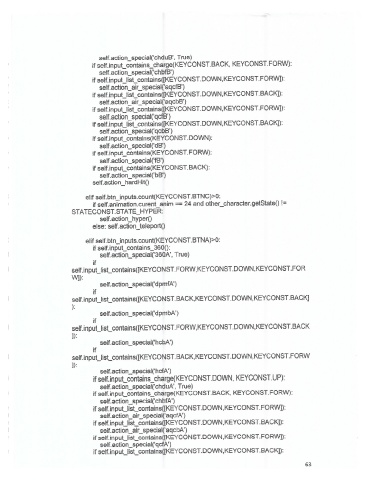 self.action_special('chduB', True)
if self.input_contains_charge(KEYCONST.BACK, KEYCONST.FORW):
self.action_special('chbfB')
if self.input_list_contains([KEYCONST.DOWN,KEYCONST.FORW]):
self.action_air_special('aqcfB')
if self.input_list_contains([KEYCONST.DOWN,KEYCONST.BACK]):
self.action_air_special('aqcbB')
if self.input_list_contains([KEYCONST.DOWN,KEYCONST.FORW]):
self.action_special('qcfB')
if self.input_list_contains([KEYCONST.DOWN,KEYCONST.BACK]):
self.action_special('qcbB')
if self.input_contains(KEYCONST.DOWN):
self.action_special('dB')
if self.input_contains(KEYCONST.FORW):
self.action_special('fB')
if self.input_contains(KEYCONST.BACK):
self.action_special('bB')
self.action_hardHit()
elif self.btn_inputs.count(KEYCONST.BTNC)>0:
if self.animation.curent_anim == 24 and other_character.getState() !=
STATECONST.STATE_HYPER:
self.action_hyper()
else: self.action_teleport()
elif self.btn_inputs.count(KEYCONST.BTNA)>0:
if self.input_contains_360():
self.action_special('360A', True)
if
self.input_list_contains([KEYCONST.FORW,KEYCONST.DOWN,KEYCONST.FOR
W]):
self.action_special('dpmfA')
if
self.input_list_contains([KEYCONST.BACK,KEYCONST.DOWN,KEYCONST.BACK]
):
self.action_special('dpmbA')
if
self.input_list_contains([KEYCONST.FORW,KEYCONST.DOWN,KEYCONST.BACK
]):
self.action_special('hcbA')
if
self.input_list_contains([KEYCONST.BACK,KEYCONST.DOWN,KEYCONST.FORW
]):
self.action_special('hcfA')
if self.input_contains_charge(KEYCONST.DOWN, KEYCONST.UP):
self.action_special('chduA', True)
if self.input_contains_charge(KEYCONST.BACK, KEYCONST.FORW):
self.action_special('chbfA')
if self.input_list_contains([KEYCONST.DOWN,KEYCONST.FORW]):
self.action_air_special('aqcfA')
if self.input_list_contains([KEYCONST.DOWN,KEYCONST.BACK]):
self.action_air_special('aqcbA')
if self.input_list_contains([KEYCONST.DOWN,KEYCONST.FORW]):
self.action_special('qcfA')
if self.input_list_contains([KEYCONST.DOWN,KEYCONST.BACK]):
63